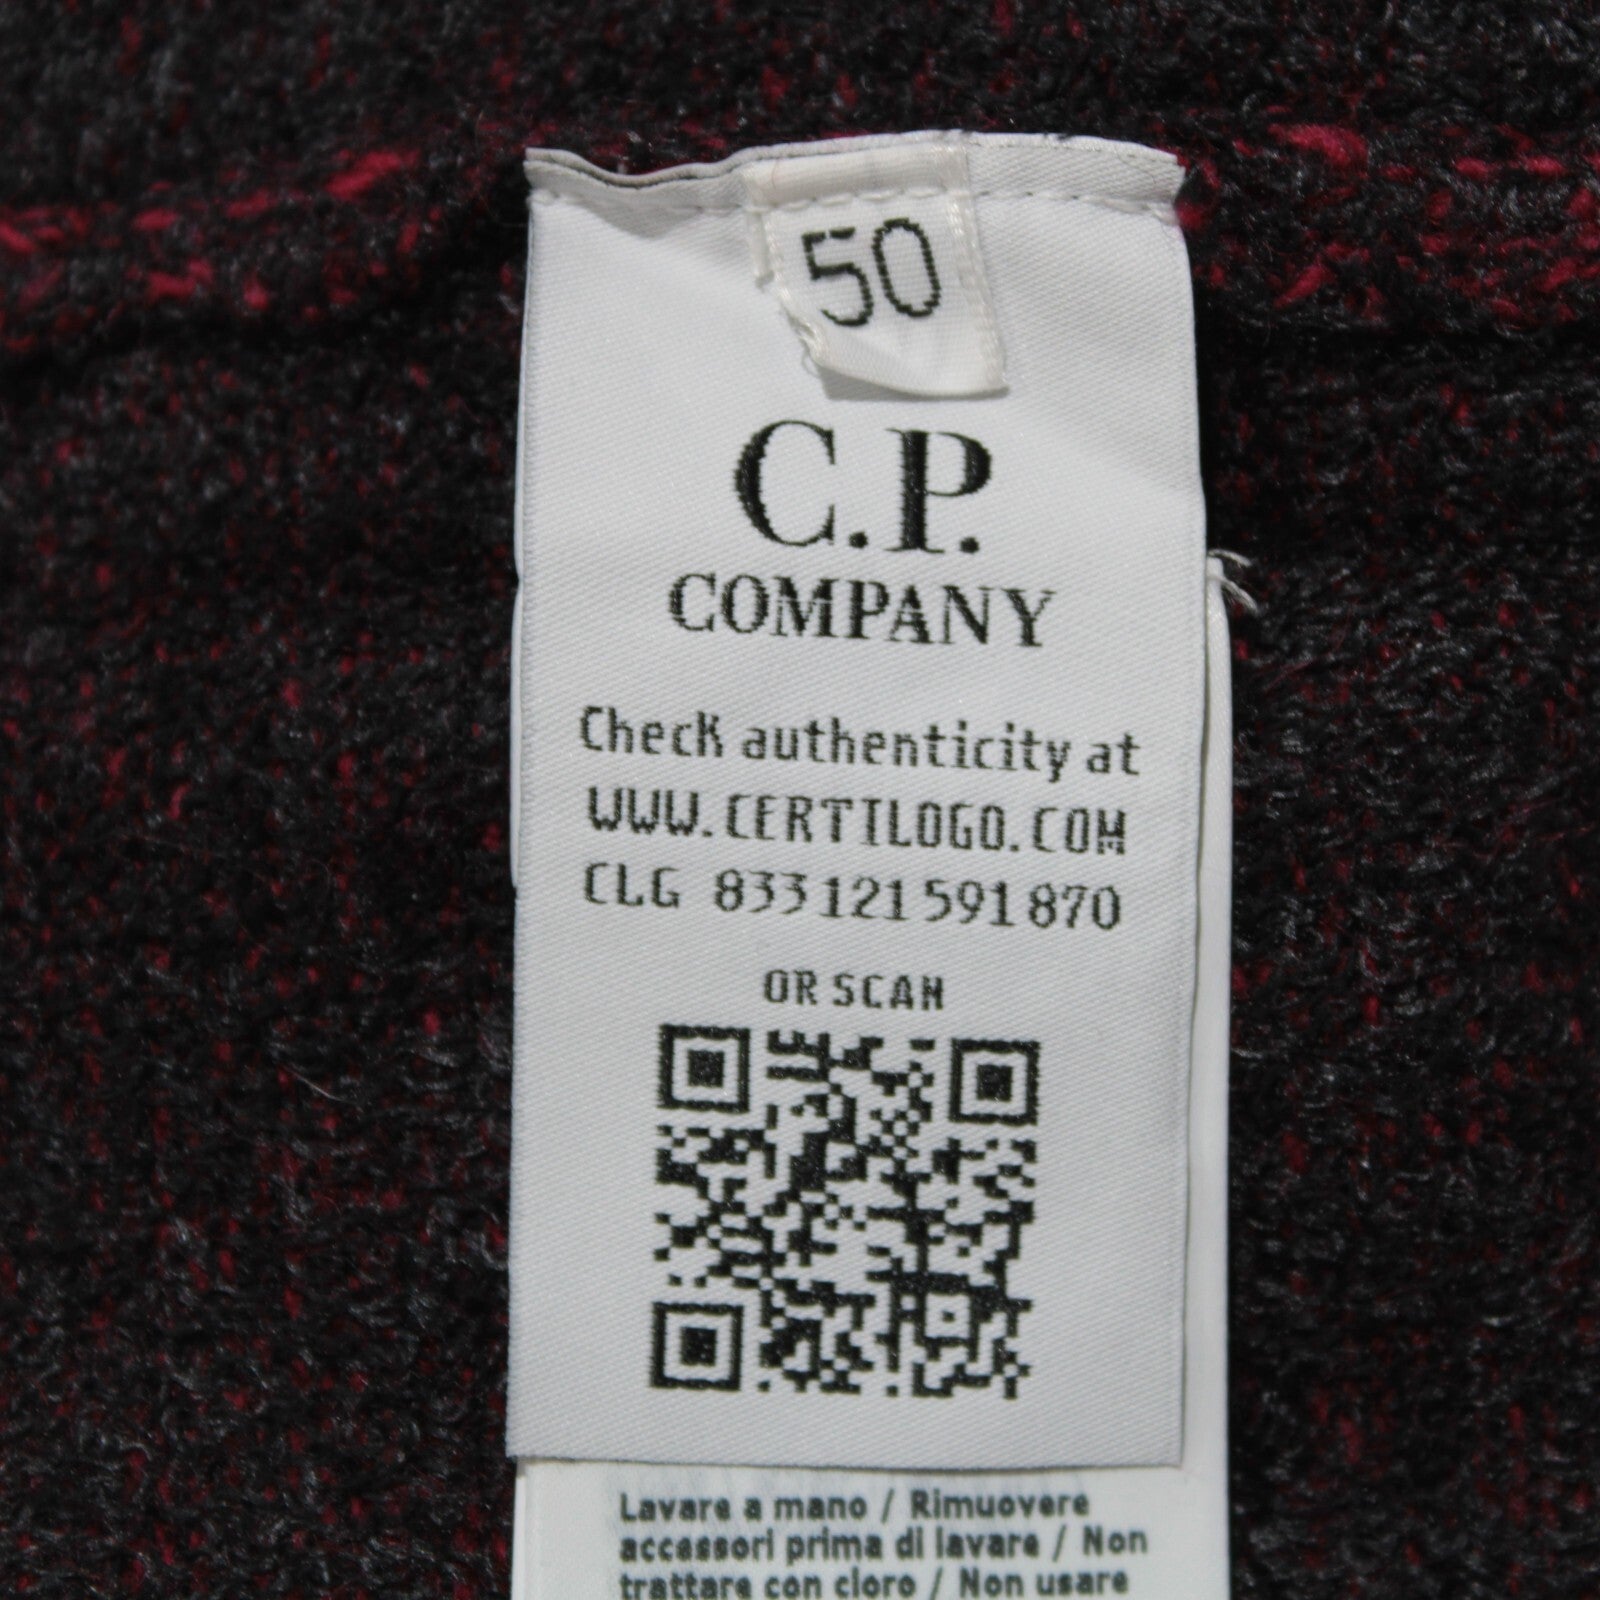 50
C.P.
COMPANY
Check authenticity at
WWW.CERTILOGO.COM
CLG 833121591870
OR SCAN
Lavare a mano / Rimuovere
accessori prima di lavare / Non
trattare con cloro / Non usare